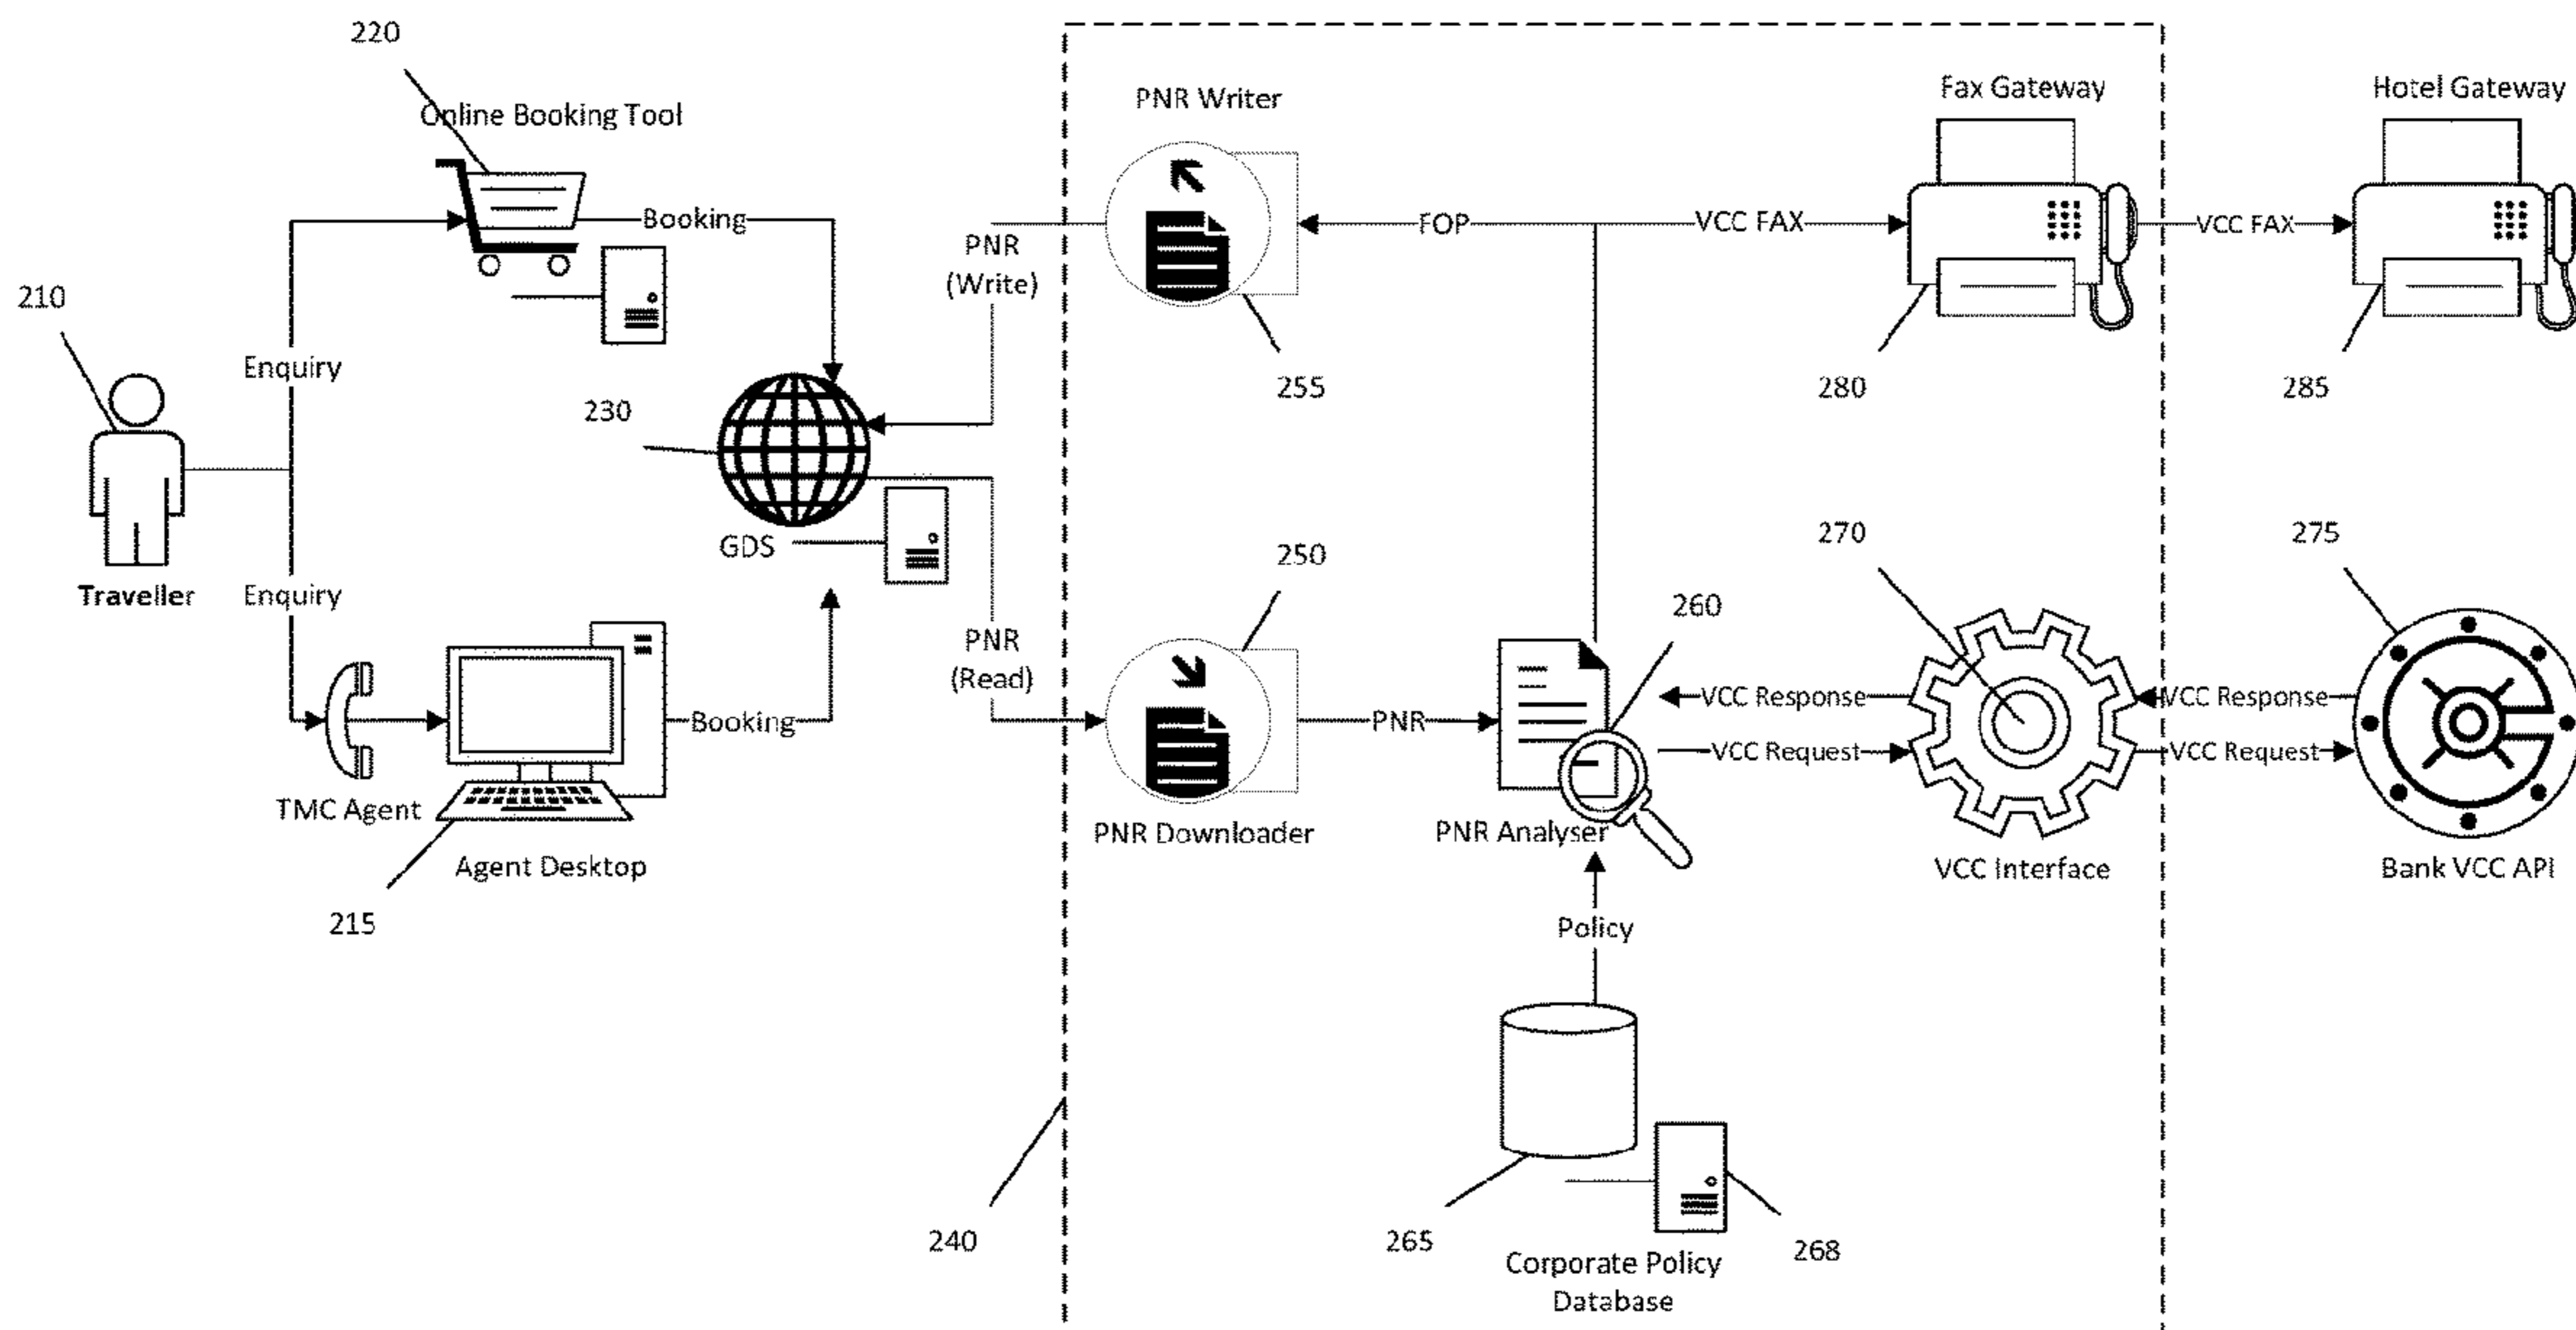 220
Online Booking Tool
PNR Writer
Fax Gateway
Hotel Gateway
Booking
PNR
(Write)
FOP
VCC FAX
VCC FAX
210
Enquiry
230
255
280
285
GDS
250
270
275
Traveller
Enquiry
260
PNR
(Read)
Booking
PNR
VCC Response
VCC Response
VCC Request
VCC Request
TMC Agent
Agent Desktop
PNR Downloader
PNR Analyser
VCC Interface
Bank VCC API
215
Policy
240
265
268
Corporate Policy
Database